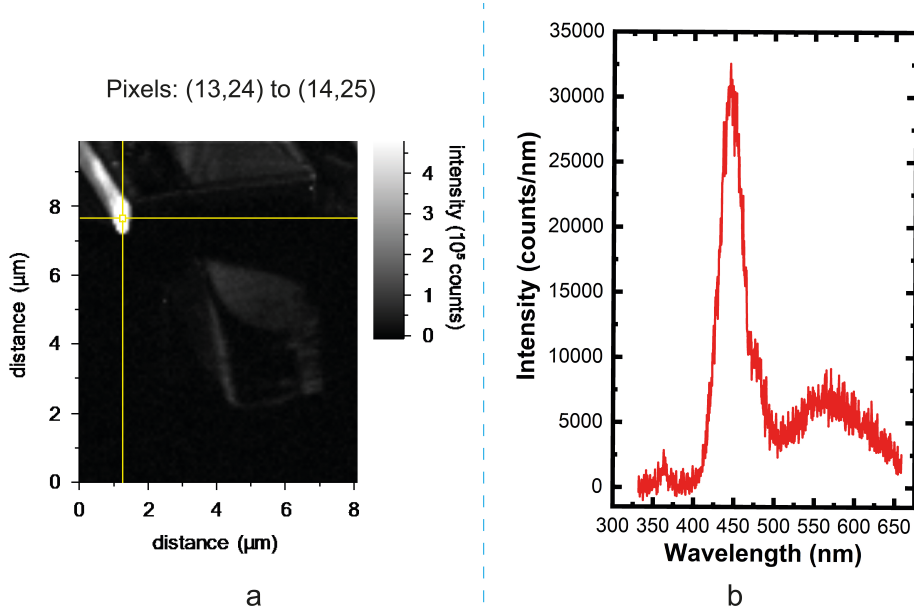 Pixels: (13,24) to (14,25)
8
6
4
2
0
0 2 4 6 8
distance (µm)
distance (µm)
4
3
2
1
0
intensity (10⁵ counts)
a
35000
30000
25000
20000
15000
10000
5000
0
300 350 400 450 500 550 600 650
Intensity (counts/nm)
Wavelength (nm)
b